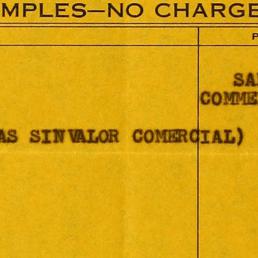 MPLES—NO CHARGE
P
SA
COMME
AS SINVALOR COMERCIAL)